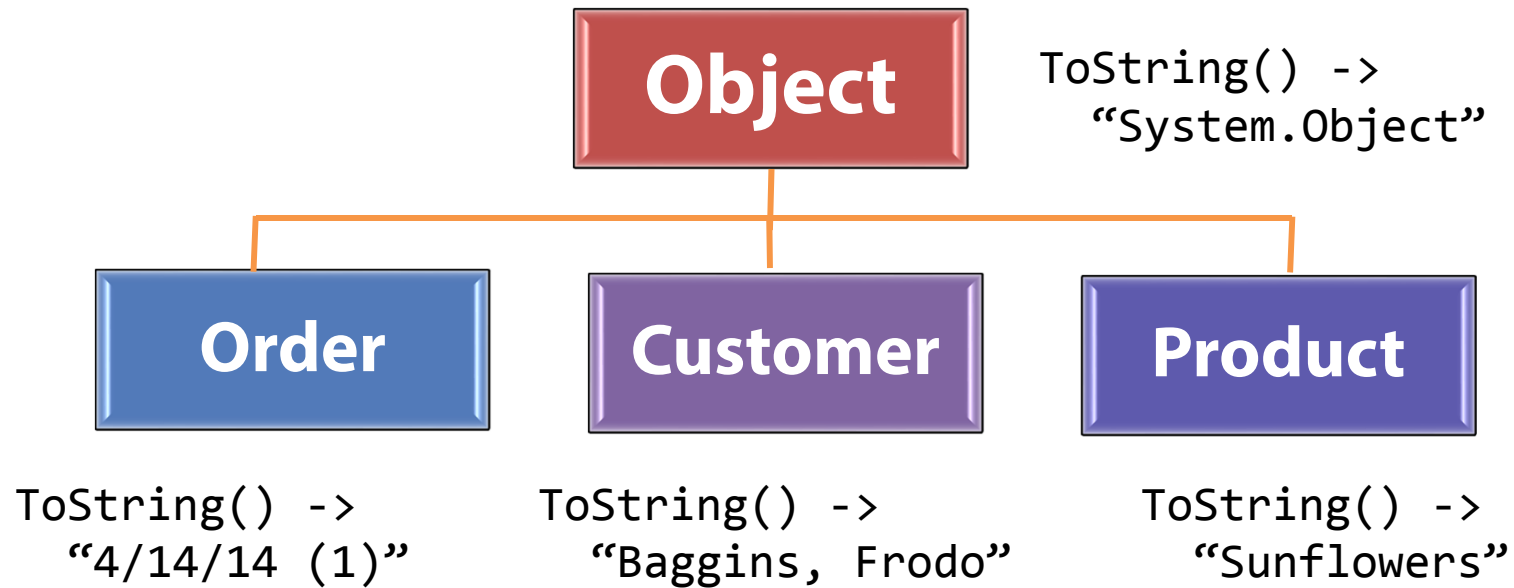 Object
ToString() ->
“System.Object”
Order
Customer
Product
ToString() ->
“4/14/14 (1)”
ToString() ->
“Baggins, Frodo”
ToString() ->
“Sunflowers”